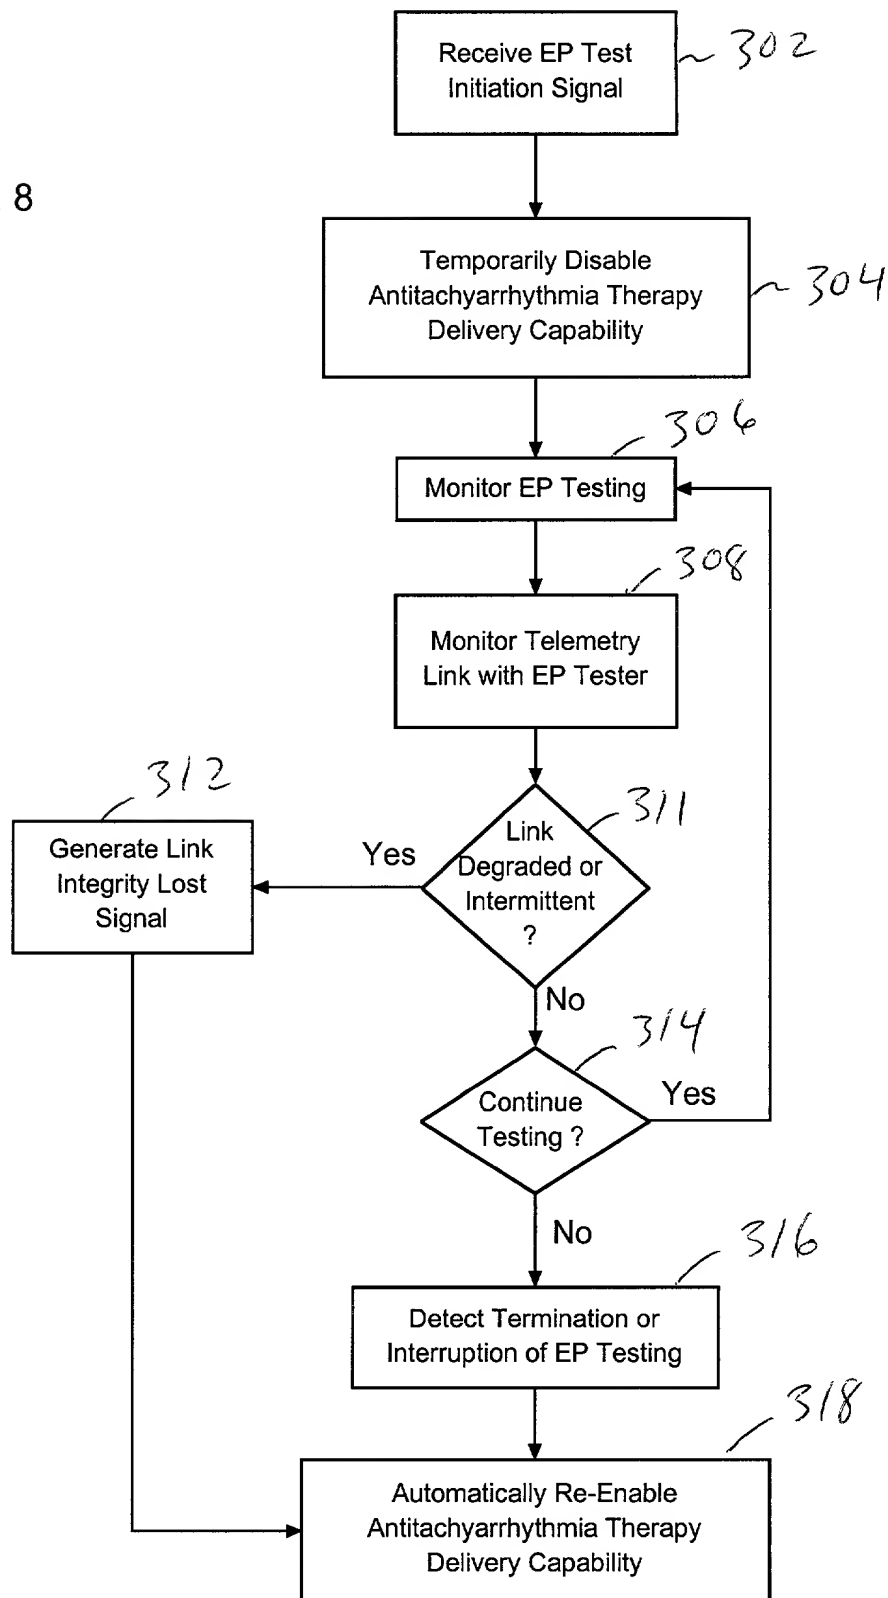 Receive EP Test
Initiation Signal
302
8
Temporarily Disable
Antitachyarrhythmia Therapy
Delivery Capability
304
306
Monitor EP Testing
308
Monitor Telemetry
Link with EP Tester
312
311
Generate Link
Integrity Lost
Signal
Yes
Link
Degraded or
Intermittent
?
No
314
Continue
Testing ?
Yes
No
316
Detect Termination or
Interruption of EP Testing
318
Automatically Re-Enable
Antitachyarrhythmia Therapy
Delivery Capability